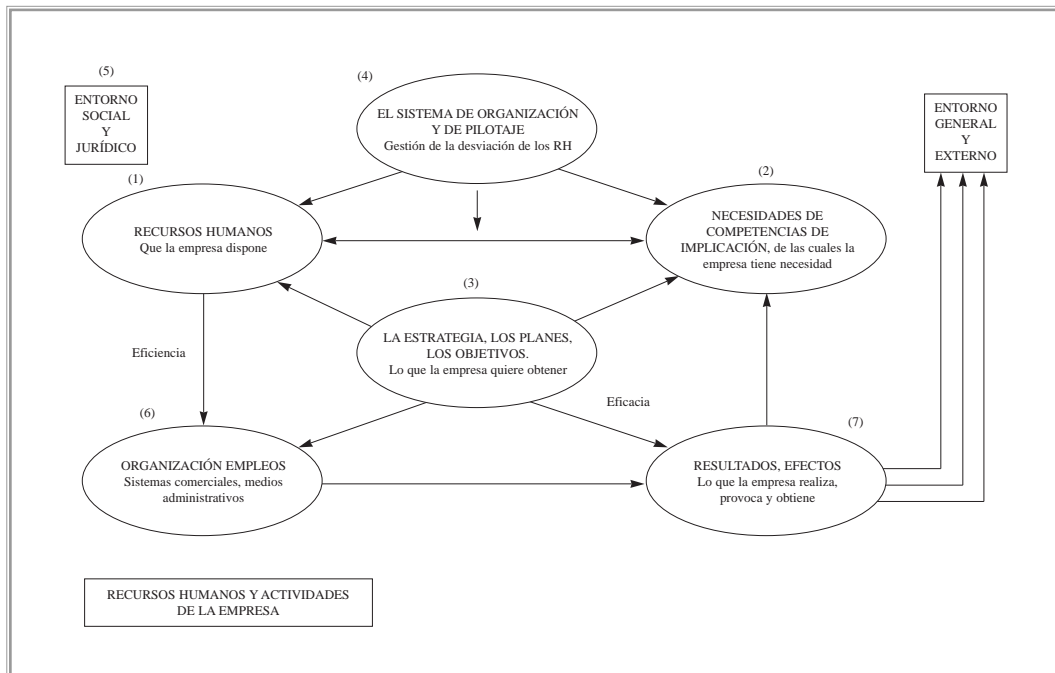 (5)
ENTORNO
SOCIAL
Y
JURÍDICO
(4)
EL SISTEMA DE ORGANIZACIÓN
Y DE PILOTAJE
Gestión de la desviación de los RH
ENTORNO
GENERAL
Y
EXTERNO
(1)
RECURSOS HUMANOS
Que la empresa dispone
(2)
NECESIDADES DE
COMPETENCIAS DE
IMPLICACIÓN, de las cuales la
empresa tiene necesidad
(3)
LA ESTRATEGIA, LOS PLANES,
LOS OBJETIVOS.
Lo que la empresa quiere obtener
Eficiencia
Eficacia
(6)
ORGANIZACIÓN EMPLEOS
Sistemas comerciales, medios
administrativos
(7)
RESULTADOS, EFECTOS
Lo que la empresa realiza,
provoca y obtiene
RECURSOS HUMANOS Y ACTIVIDADES
DE LA EMPRESA